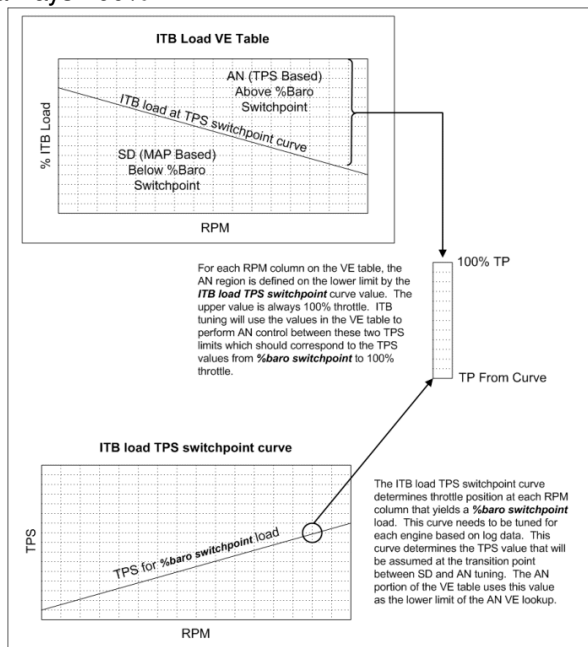 ITB Load VE Table
AN (TPS Based)
Above %Baro
Switchpoint
ITB load at TPS switchpoint curve
SD (MAP Based)
Below %Baro
Switchpoint
% ITB Load
RPM
For each RPM column on the VE table, the
AN region is defined on the lower limit by the
ITB load TPS switchpoint curve value. The
upper value is always 100% throttle. ITB
tuning will use the values in the VE table to
perform AN control between these two TPS
limits which should correspond to the TPS
values from %baro switchpoint to 100%
throttle.
100% TP
TP From Curve
ITB load TPS switchpoint curve
TPS
TPS for %baro switchpoint load
RPM
The ITB load TPS switchpoint curve
determines throttle position at each RPM
column that yields a %baro switchpoint
load. This curve needs to be tuned for
each engine based on log data. This
curve determines the TPS value that will
be assumed at the transition point
between SD and AN tuning. The AN
portion of the VE table uses this value
as the lower limit of the AN VE lookup.